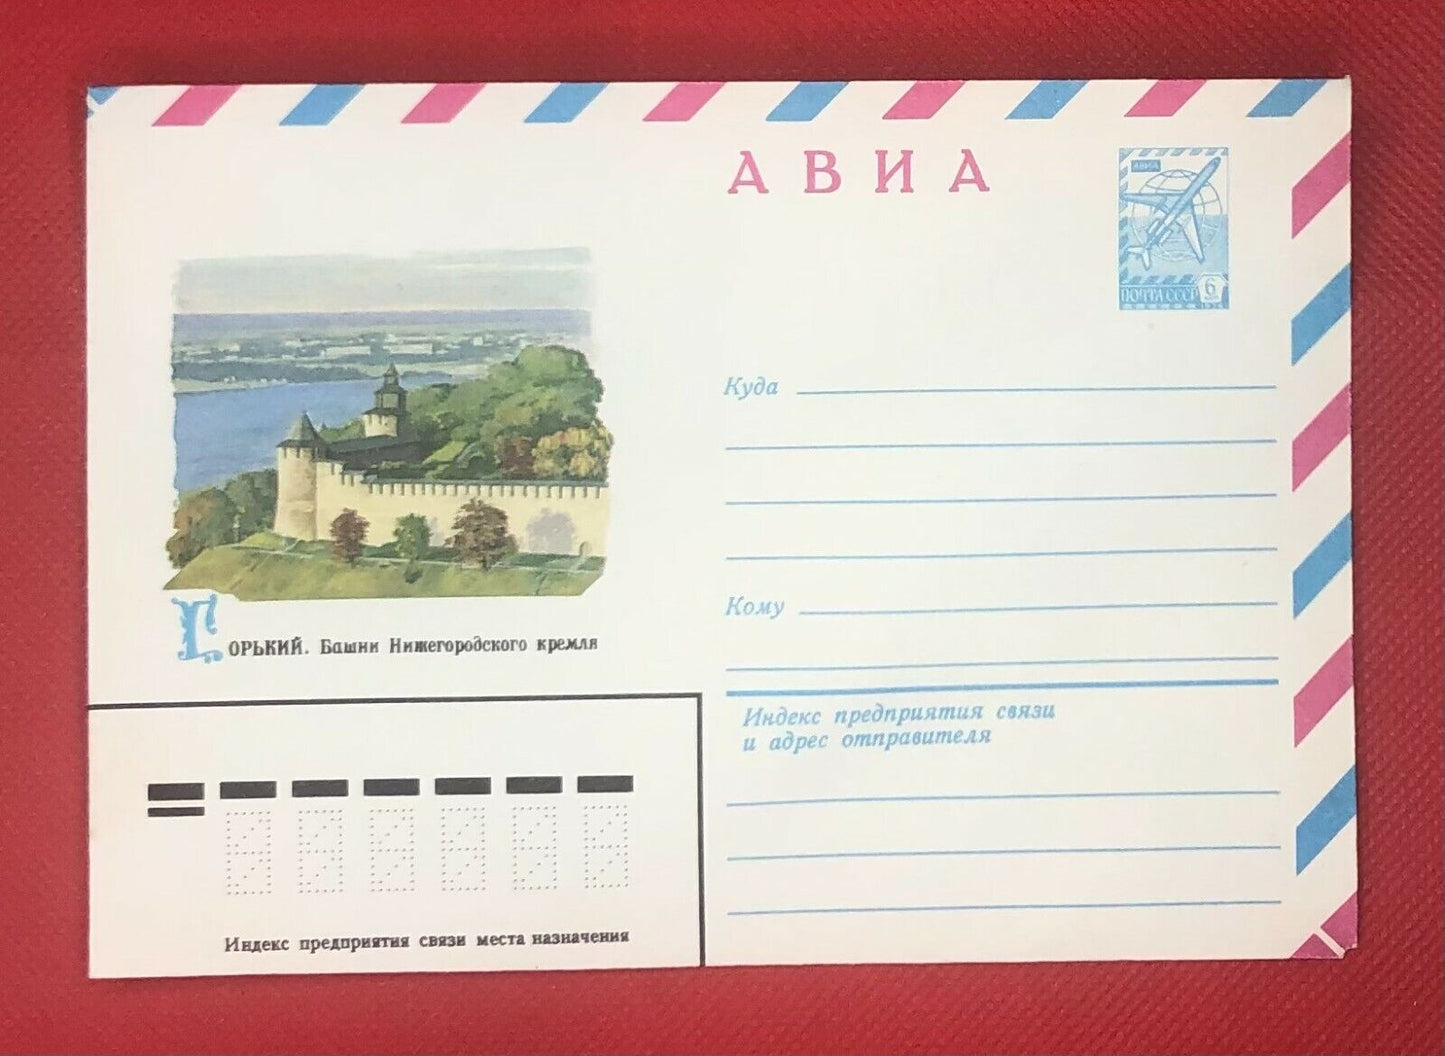 АВИА
АВИА
ПОЧТА СССР
6
Куда
ГОРЬКИЙ. Башни Нижегородского кремля
Кому
Индекс предприятия связи
и адрес отправителя
Индекс предприятия связи места назначения